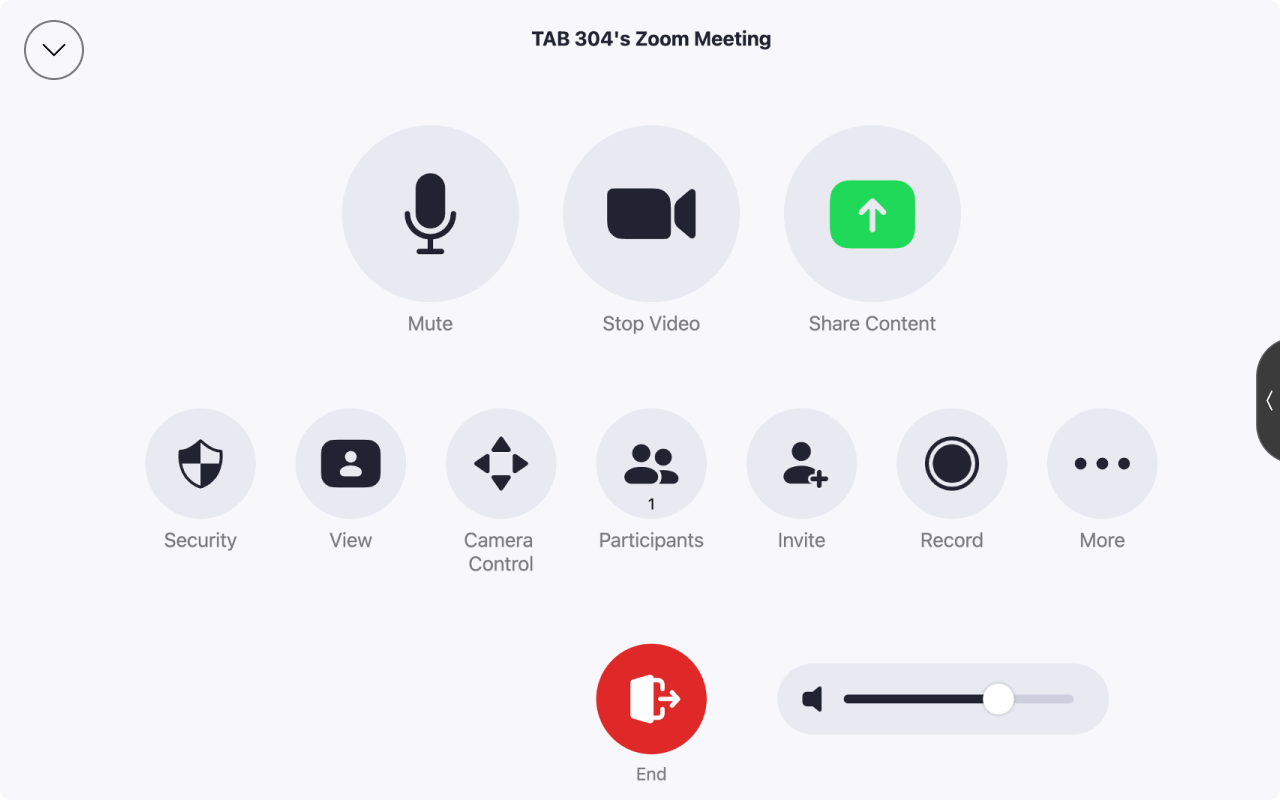 TAB 304's Zoom Meeting
Mute
Stop Video
Share Content
1
Security
View
Camera
Control
Participants
Invite
Record
More
End